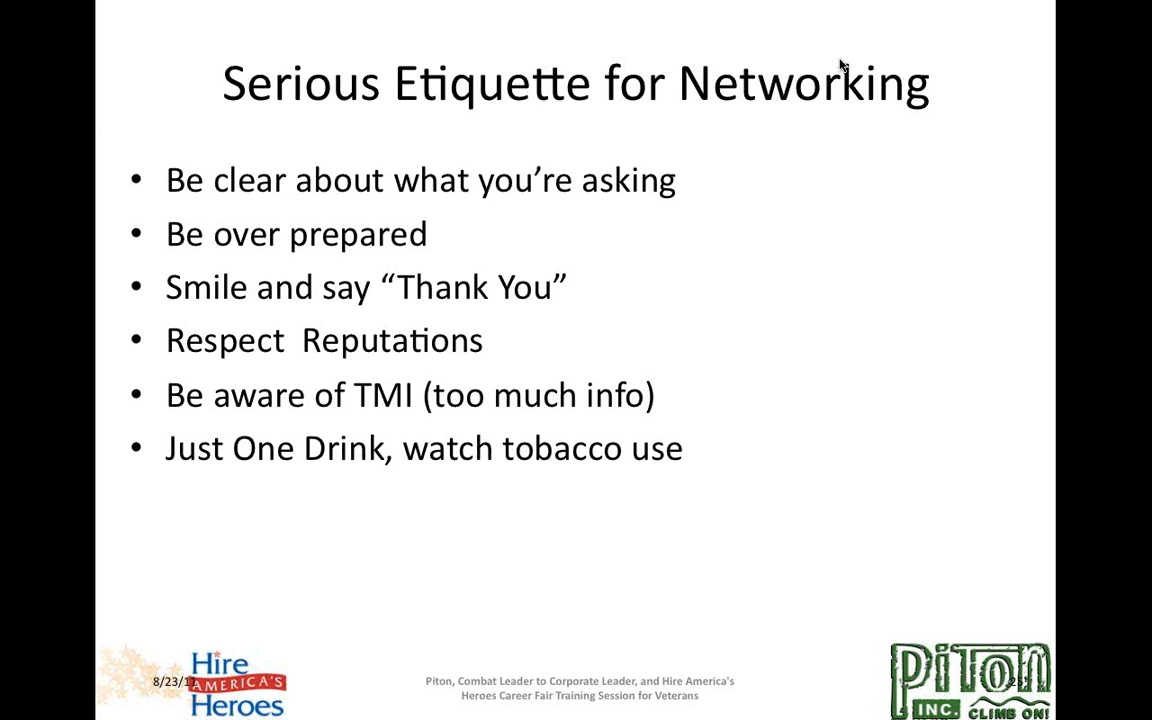 Serious Etiquette for Networking
• Be clear about what you’re asking
• Be over prepared
• Smile and say “Thank You”
• Respect  Reputations
• Be aware of TMI (too much info)
• Just One Drink, watch tobacco use
Hire
AMERICA'S
Heroes
Piton, Combat Leader to Corporate Leader, and Hire America's
Heroes Career Fair Training Session for Veterans
PITON
INC. CLIMB ON!